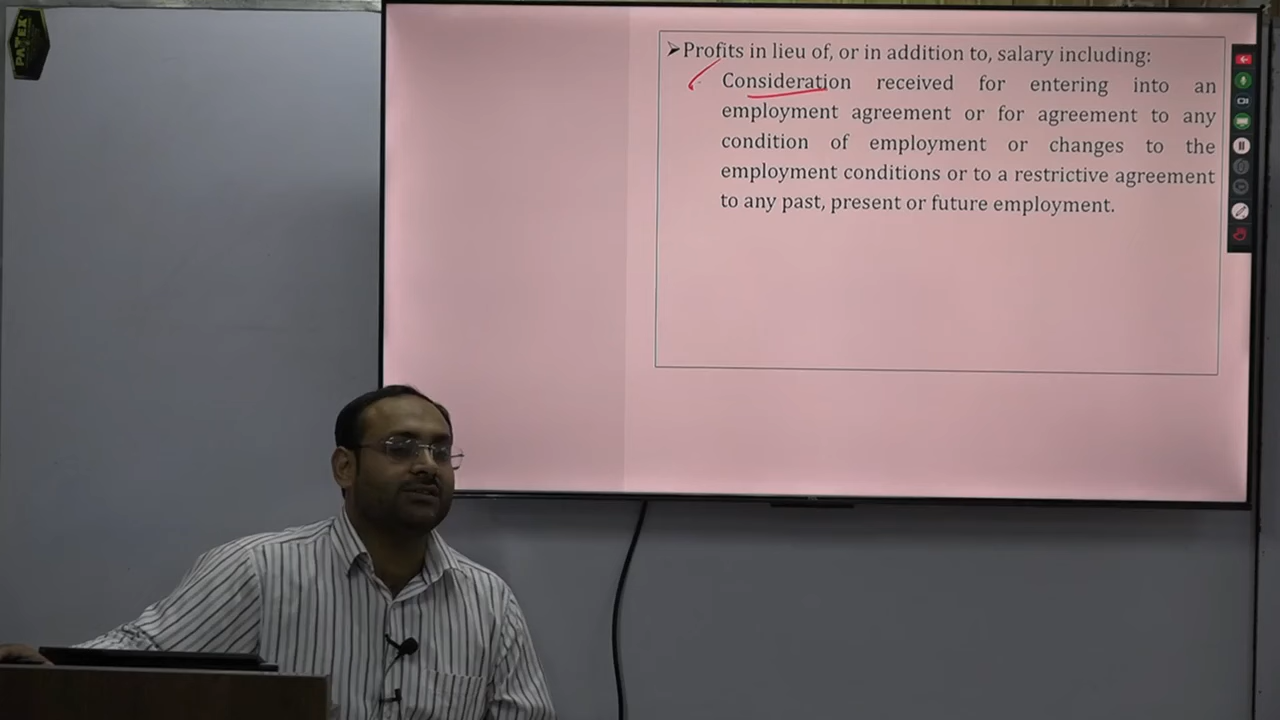 PATEX
➢Profits in lieu of, or in addition to, salary including:
Consideration received for entering into an
employment agreement or for agreement to any
condition of employment or changes to the
employment conditions or to a restrictive agreement
to any past, present or future employment.